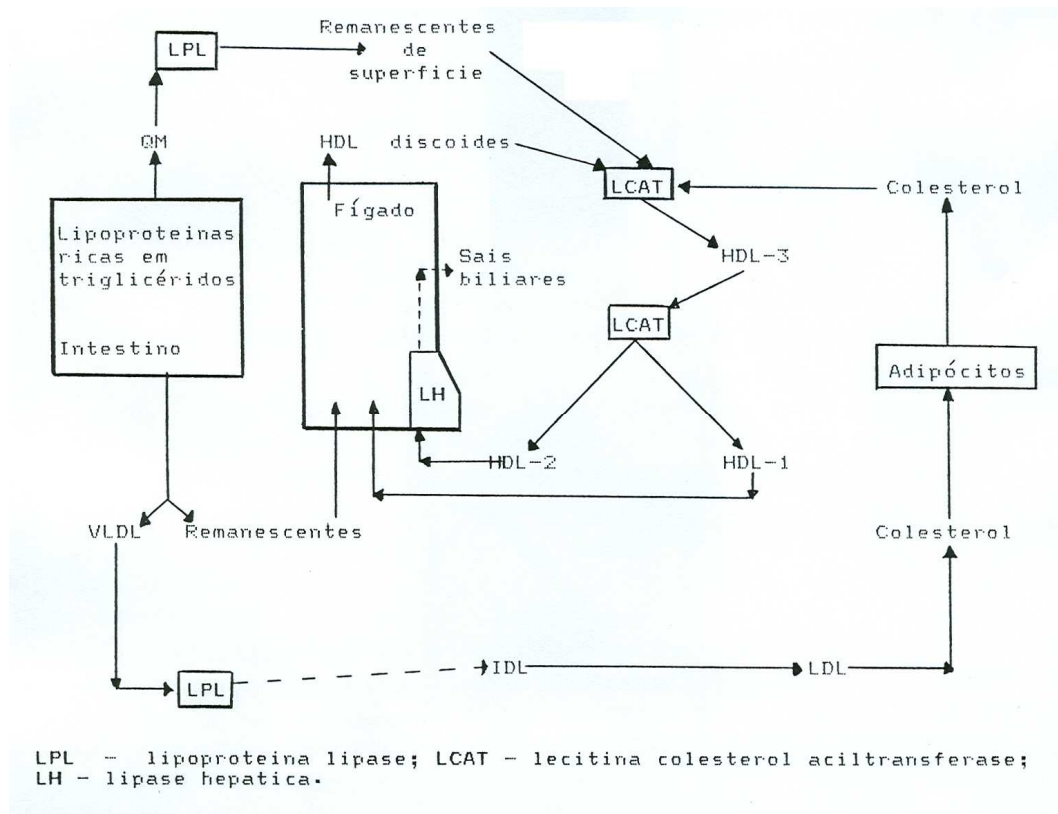 Remanescentes
de
superficie
LPL
QM
HDL discoides
LCAT
Colesterol
Fígado
Lipoproteinas
ricas em
triglicéridos
Intestino
Sais
biliares
HDL-3
LCAT
Adipócitos
LH
HDL-2
HDL-1
VLDL
Remanescentes
Colesterol
LPL
IDL
LDL
LPL - lipoproteina lipase; LCAT - lecitina colesterol aciltransferase;
LH - lipase hepatica.